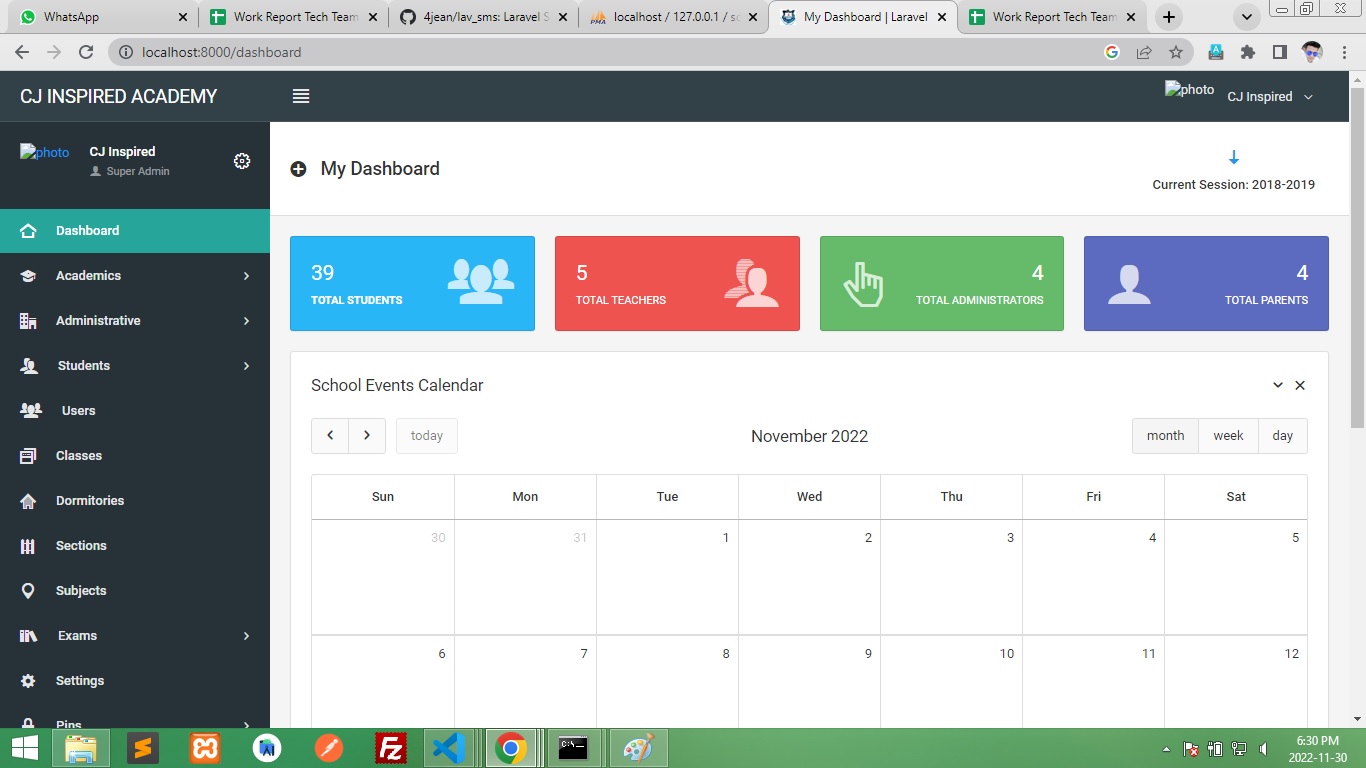 WhatsApp
Work Report Tech Team
4jean/lav_sms: Laravel S
localhost / 127.0.0.1 / sc
My Dashboard | Laravel
Work Report Tech Team
localhost:8000/dashboard
CJ INSPIRED ACADEMY
photo
CJ Inspired
photo
CJ Inspired
Super Admin
My Dashboard
Current Session: 2018-2019
Dashboard
Academics
Administrative
Students
Users
Classes
Dormitories
Sections
Subjects
Exams
Settings
Pins
39
TOTAL STUDENTS
5
TOTAL TEACHERS
4
TOTAL ADMINISTRATORS
4
TOTAL PARENTS
School Events Calendar
today
November 2022
month week day
Sun Mon Tue Wed Thu Fri Sat
30 31 1 2 3 4 5
6 7 8 9 10 11 12
6:30 PM
2022-11-30